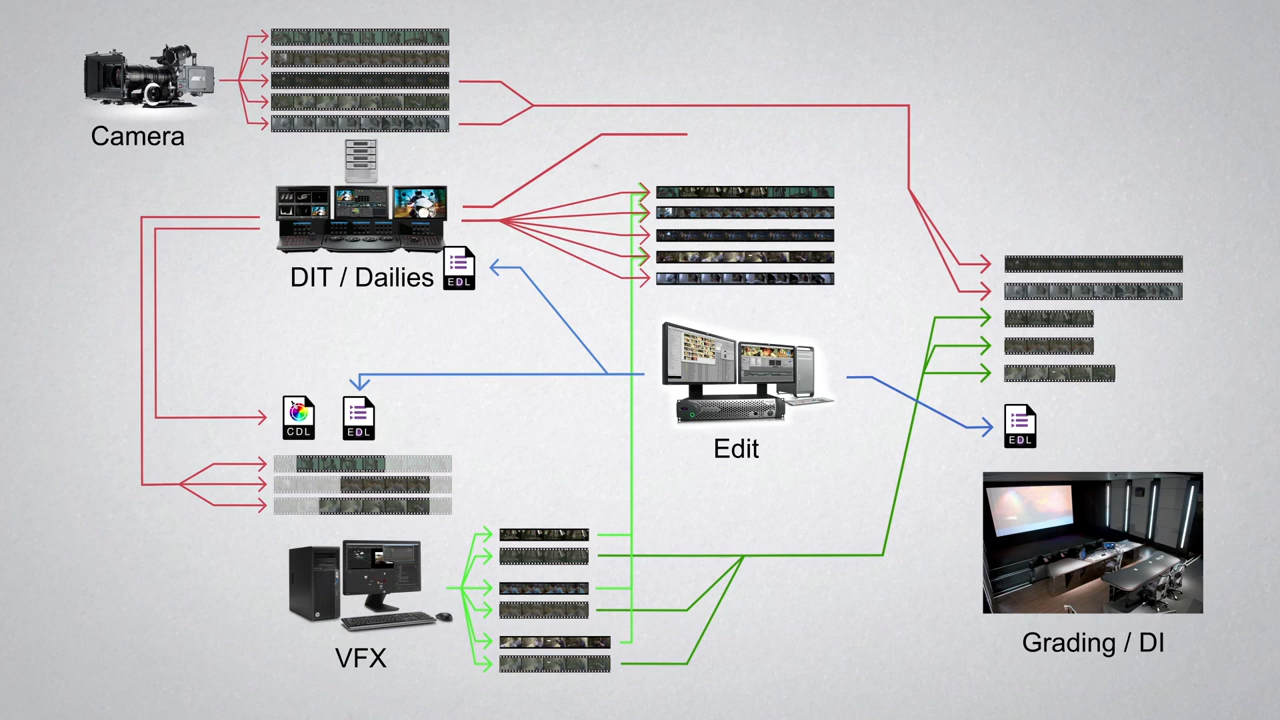 Camera
DIT / Dailies
EDL
CDL
EDL
Edit
EDL
VFX
Grading / DI